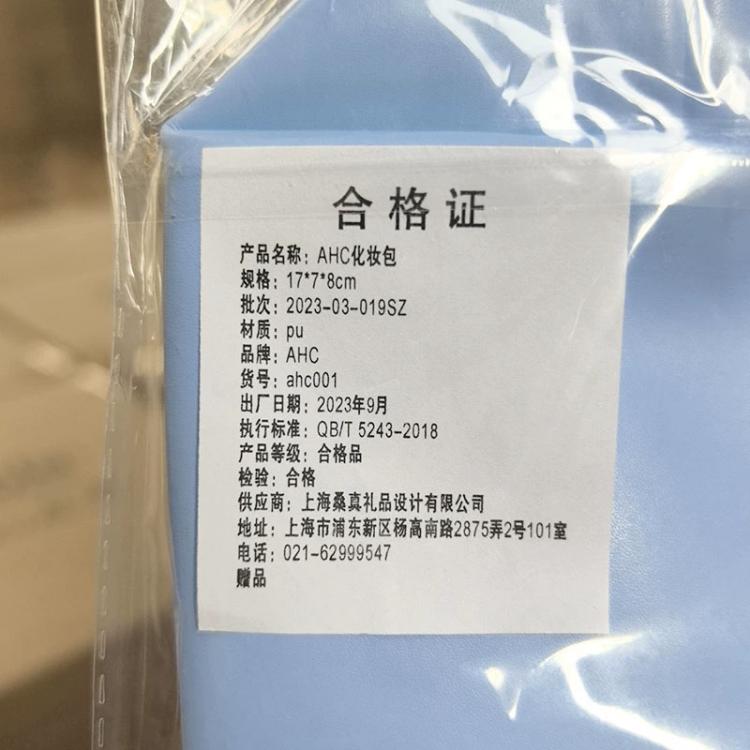 合格证
产品名称：AHC化妆包
规格：17*7*8cm
批次：2023-03-019SZ
材质：pu
品牌：AHC
货号：ahc001
出厂日期：2023年9月
执行标准：QB/T 5243-2018
产品等级：合格品
检验：合格
供应商：上海桑真礼品设计有限公司
地址：上海市浦东新区杨高南路2875弄2号101室
电话：021-62999547
赠品